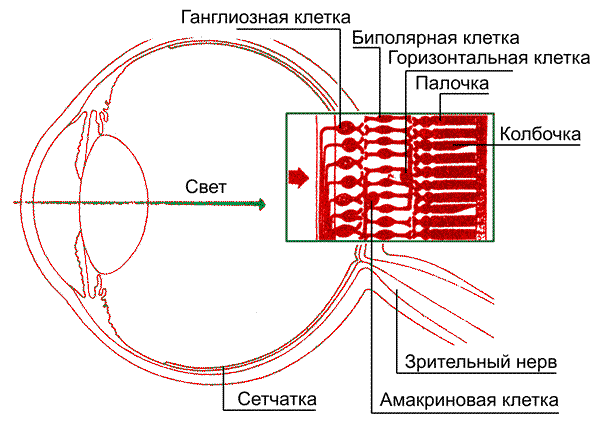 Ганглиозная клетка
Биполярная клетка
Горизонтальная клетка
Палочка
Колбочка
Свет
Зрительный нерв
Сетчатка
Амакриновая клетка